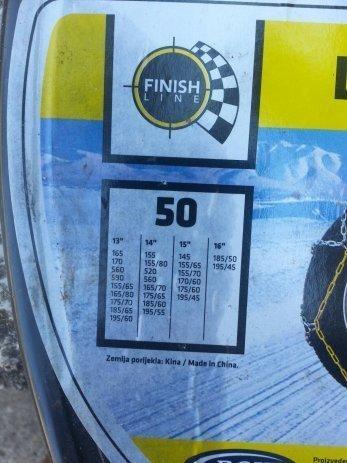 FINISH
LINE
50
13" 14" 15" 16"
165 155 145 185/50
170 155/80 155/65 195/45
560 520 155/70
590 560 170/60
155/65 165/70 175/60
165/80 175/65 195/45
175/70 185/60
185/65 195/55
195/60
Zemlja porijekla: Kina / Made in China.
Proizvede